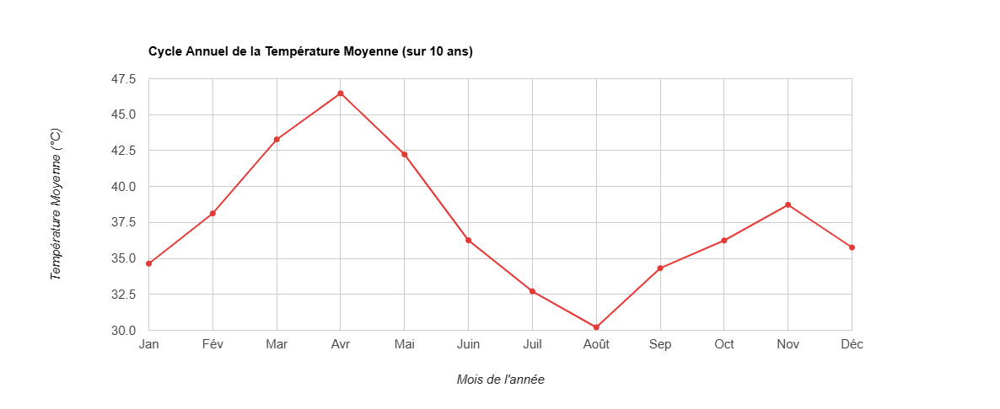 Cycle Annuel de la Température Moyenne (sur 10 ans)
47.5
45.0
42.5
40.0
37.5
35.0
32.5
30.0
Température Moyenne (°C)
Jan Fév Mar Avr Mai Juin Juil Août Sep Oct Nov Déc
Mois de l'année